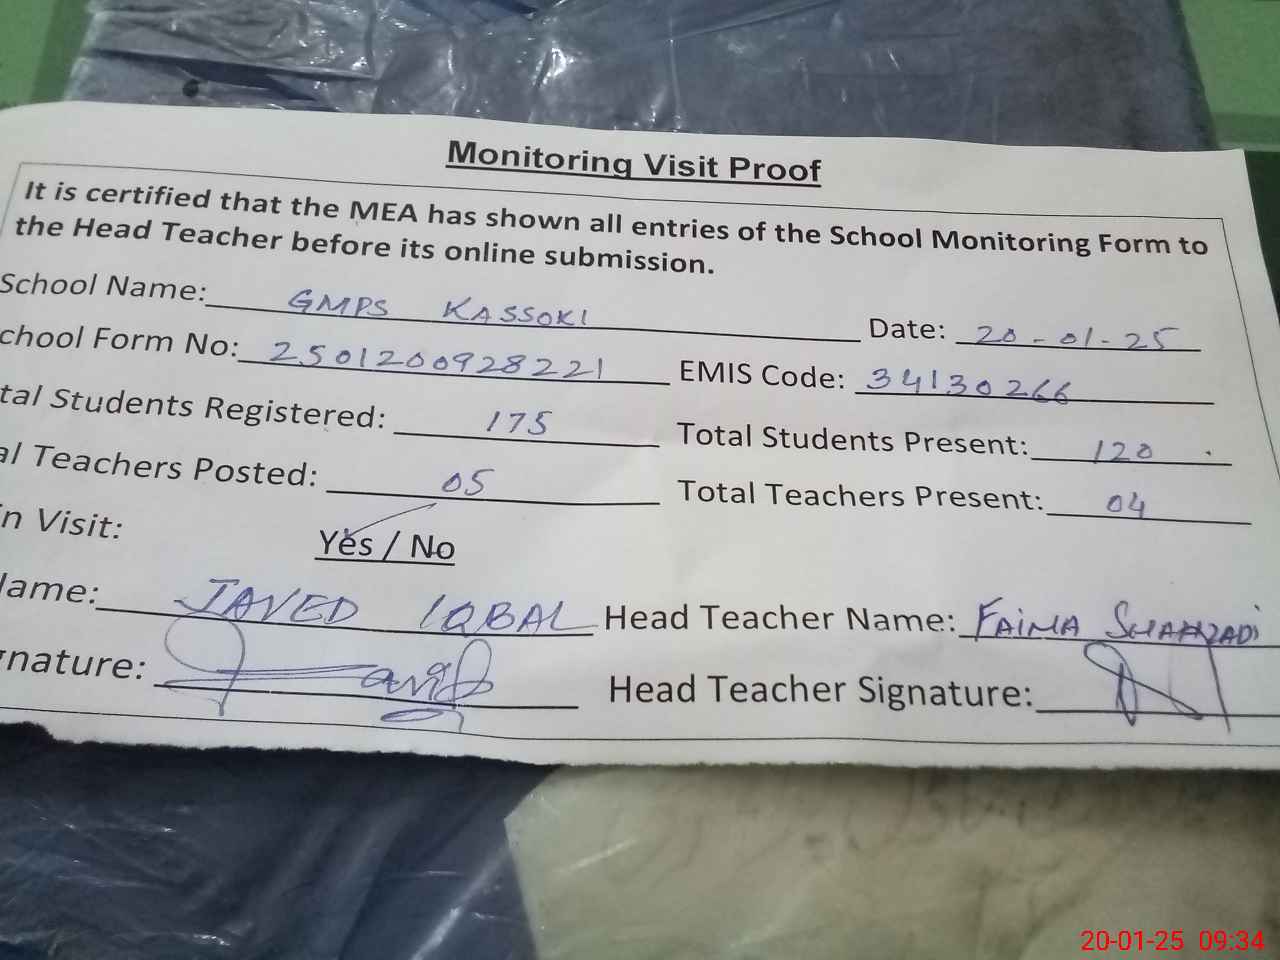 Monitoring Visit Proof
It is certified that the MEA has shown all entries of the School Monitoring Form to
the Head Teacher before its online submission.
School Name: GMPS KASSOKI Date: 20-01-25
chool Form No: 2501200928221 EMIS Code: 34130266
tal Students Registered: 175 Total Students Present: 120
al Teachers Posted: 05 Total Teachers Present: 04
in Visit: Yes / No
Name: JAVED IQBAL Head Teacher Name: FAIMA SHAHZADI
gnature: Head Teacher Signature:
20-01-25 09:34